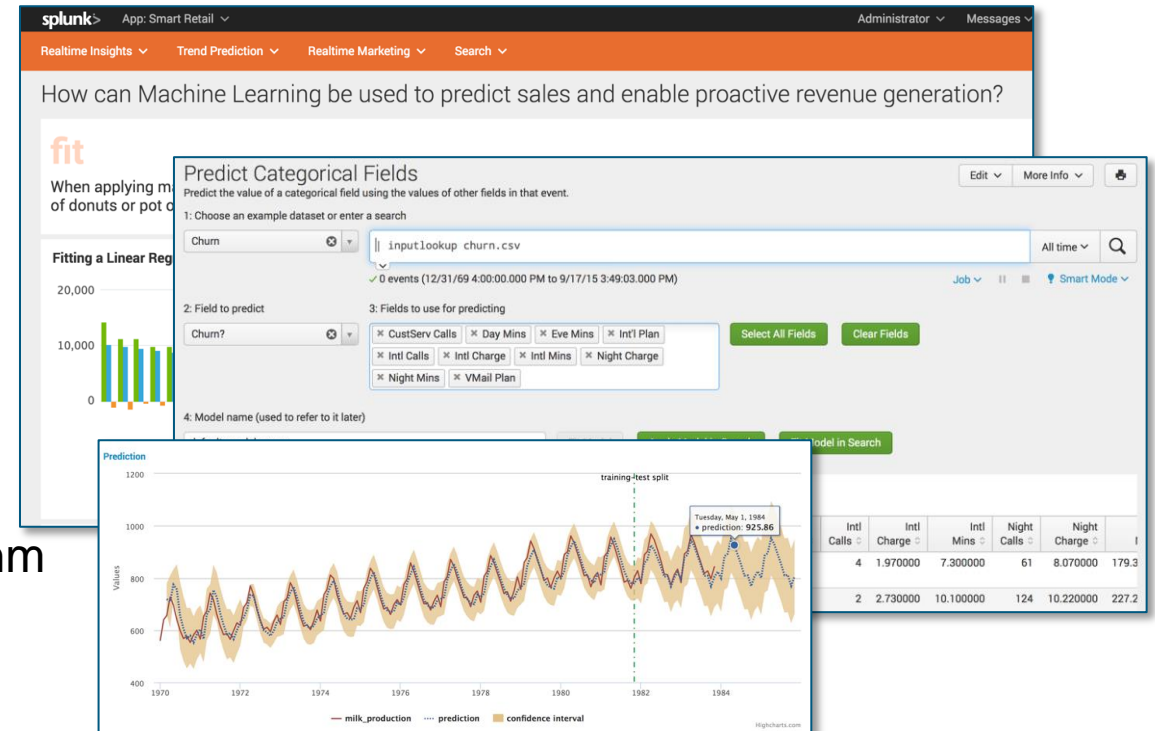 splunk> App: Smart Retail Administrator Messages
Realtime Insights Trend Prediction Realtime Marketing Search
How can Machine Learning be used to predict sales and enable proactive revenue generation?
fit
When applying
of donuts or pot
Fitting a Linear Reg
20,000
10,000
0
Predict Categorical Fields
Edit More Info
Predict the value of a categorical field using the values of other fields in that event.
1: Choose an example dataset or enter a search
Churn | inputlookup churn.csv All time
0 events (12/31/69 4:00:00.000 PM to 9/17/15 3:49:03.000 PM) Job Smart Mode
2: Field to predict 3: Fields to use for predicting
Churn? CustServ Calls Day Mins Eve Mins Int'l Plan Select All Fields Clear Fields
Intl Calls Intl Charge Intl Mins Night Charge
Night Mins VMail Plan
4: Model name (used to refer to it later)
Model in Search
Intl Intl Intl Night Night
Calls Charge Mins Calls Charge
4 1.970000 7.300000 61 8.070000 179.3
2 2.730000 10.100000 124 10.220000 227.2
Prediction
training-test split
Tuesday, May 1, 1984
prediction: 925.86
Values
1200
1000
800
600
400
1970 1972 1974 1976 1978 1980 1982 1984
milk_production prediction confidence interval
Highcharts.com